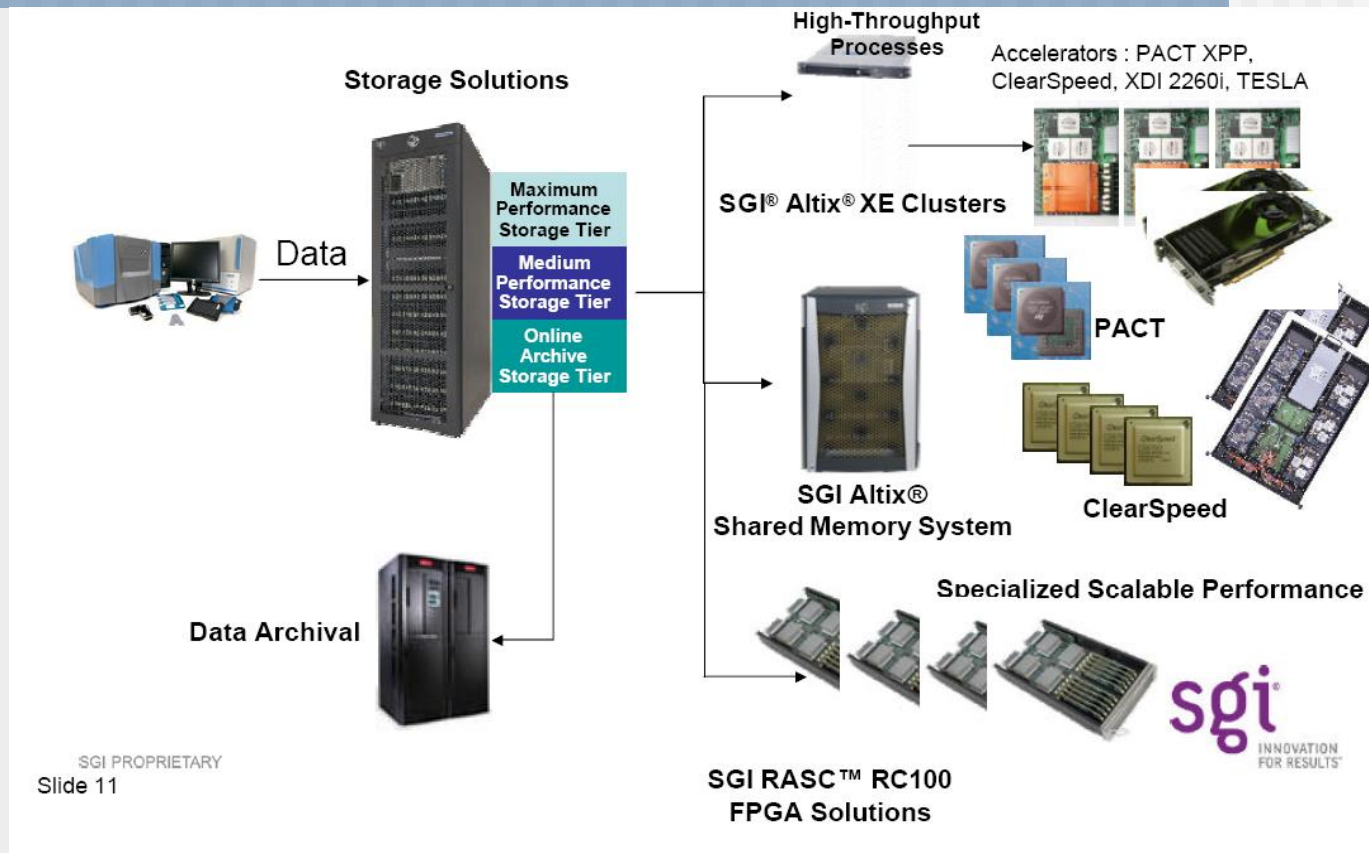 High-Throughput
Processes
Accelerators : PACT XPP,
ClearSpeed, XDI 2260i, TESLA
Storage Solutions
Maximum
Performance
Storage Tier
SGI® Altix® XE Clusters
Data
Medium
Performance
Storage Tier
PACT
Online
Archive
Storage Tier
SGI Altix®
Shared Memory System
ClearSpeed
Specialized Scalable Performance
Data Archival
sgi®
INNOVATION
FOR RESULTS™
SGI PROPRIETARY
Slide 11
SGI RASC™ RC100
FPGA Solutions